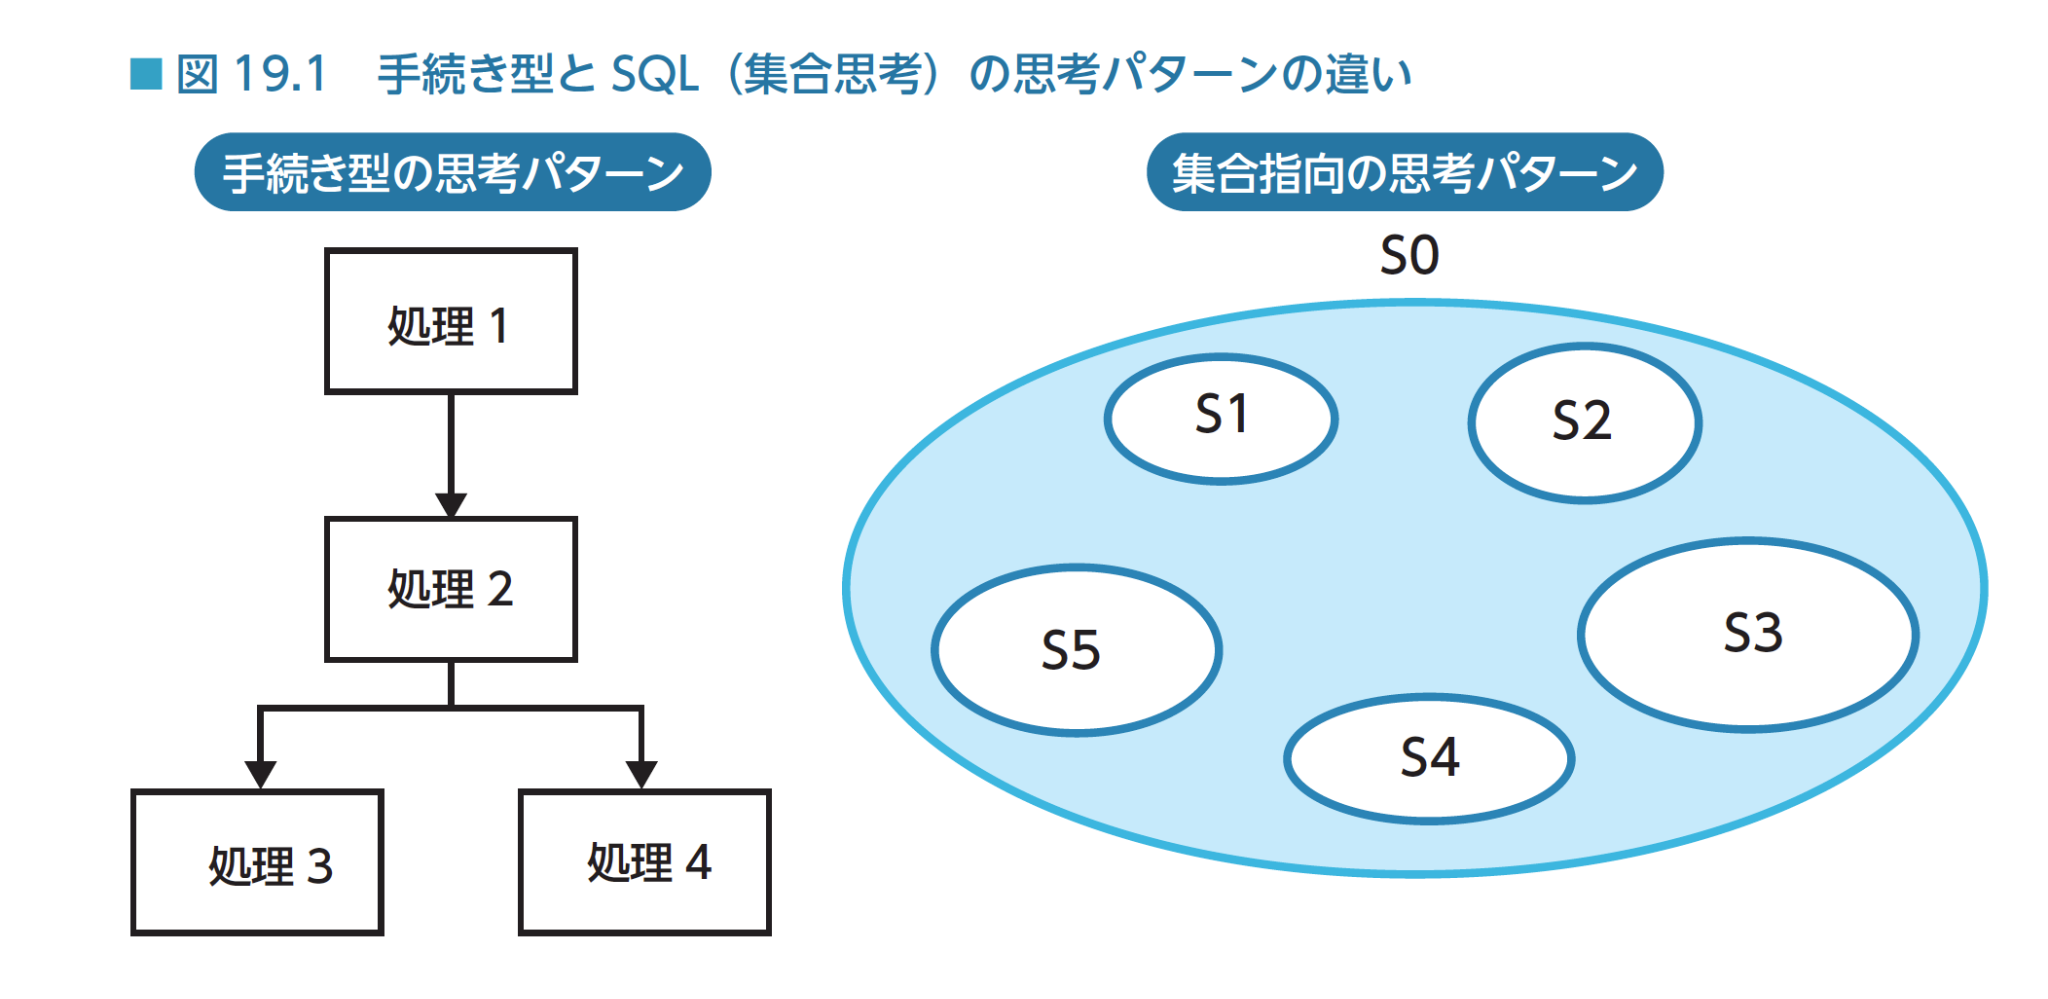 ■ 図 19.1　手続き型と SQL（集合思考）の思考パターンの違い
手続き型の思考パターン
処理 1
処理 2
処理 3
処理 4
集合指向の思考パターン
S0
S1
S2
S5
S3
S4